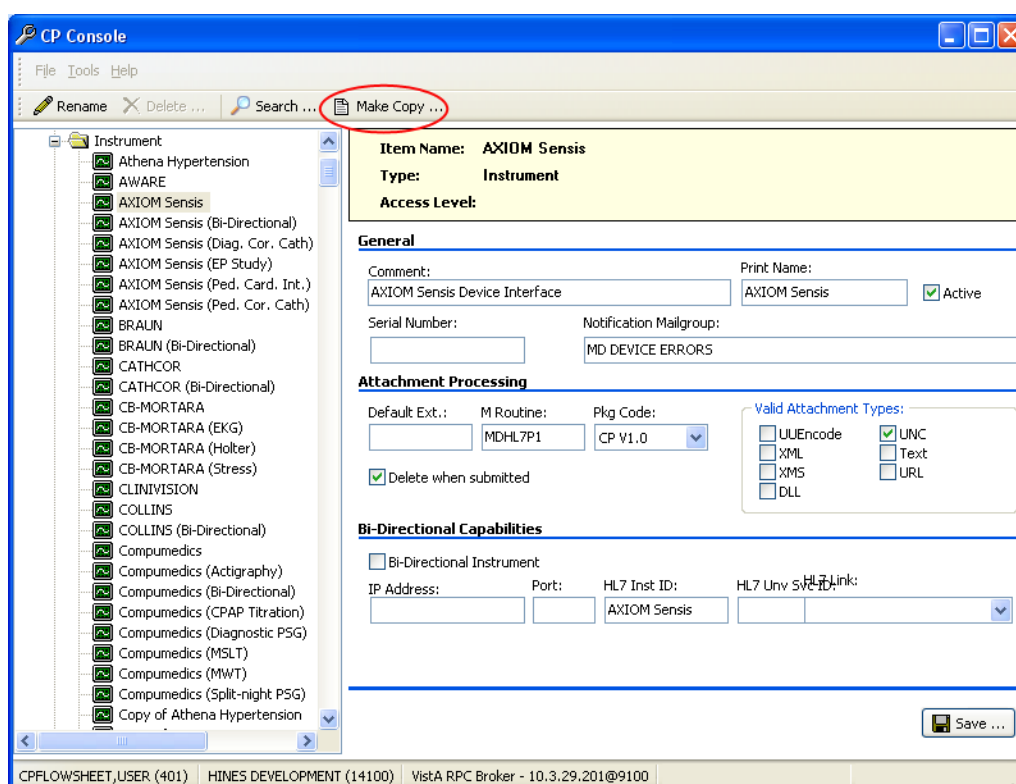 CP Console
File Tools Help
Rename Delete ... Search ... Make Copy ...
Instrument
Athena Hypertension
AWARE
AXIOM Sensis
AXIOM Sensis (Bi-Directional)
AXIOM Sensis (Diag. Cor. Cath)
AXIOM Sensis (EP Study)
AXIOM Sensis (Ped. Card. Int.)
AXIOM Sensis (Ped. Cor. Cath)
BRAUN
BRAUN (Bi-Directional)
CATHCOR
CATHCOR (Bi-Directional)
CB-MORTARA
CB-MORTARA (EKG)
CB-MORTARA (Holter)
CB-MORTARA (Stress)
CLINIVISION
COLLINS
COLLINS (Bi-Directional)
Compumedics
Compumedics (Actigraphy)
Compumedics (Bi-Directional)
Compumedics (CPAP Titration)
Compumedics (Diagnostic PSG)
Compumedics (MSLT)
Compumedics (MWT)
Compumedics (Split-night PSG)
Copy of Athena Hypertension
Item Name: AXIOM Sensis
Type: Instrument
Access Level:
General
Comment: Print Name:
AXIOM Sensis Device Interface AXIOM Sensis Active
Serial Number: Notification Mailgroup:
MD DEVICE ERRORS
Attachment Processing
Default Ext.: M Routine: Pkg Code:
MDHL7P1 CP V1.0
Delete when submitted
Valid Attachment Types:
UUEncode UNC
XML Text
XMS URL
DLL
Bi-Directional Capabilities
Bi-Directional Instrument
IP Address: Port: HL7 Inst ID: HL7 Unv Svc ID: HL7 Link:
AXIOM Sensis
Save ...
CPFLOWSHEET,USER (401) HINES DEVELOPMENT (14100) VistA RPC Broker - 10.3.29.201@9100